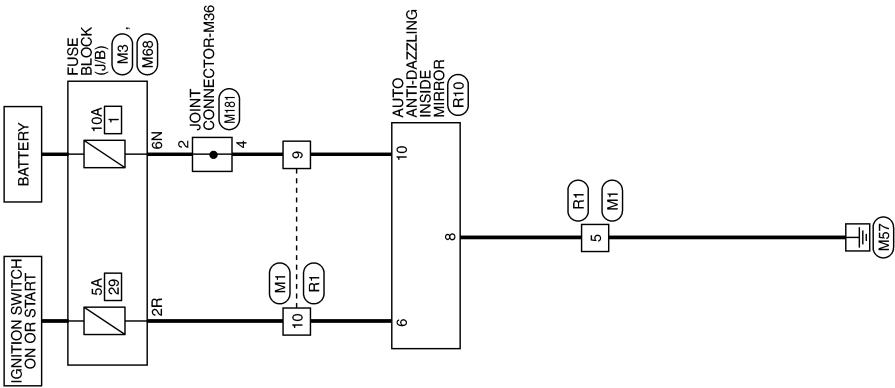 IGNITION SWITCH
ON OR START
BATTERY
FUSE
BLOCK
(J/B)
M3 ,
M68
5A
29
10A
1
2R
6N
2
JOINT
CONNECTOR-M36
M181
4
M1
10
R1
9
6
10
AUTO
ANTI-DAZZLING
INSIDE
MIRROR
R10
8
R1
5
M1
M57